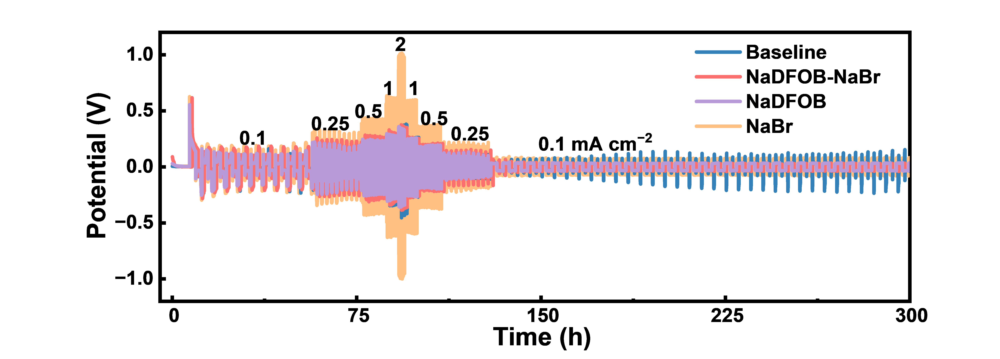 Potential (V)
1.0
0.5
0.0
−0.5
−1.0
0.1
0.25
0.5
1
2
1
0.5
0.25
0.1 mA cm⁻²
Baseline
NaDFOB-NaBr
NaDFOB
NaBr
0
75
150
225
300
Time (h)